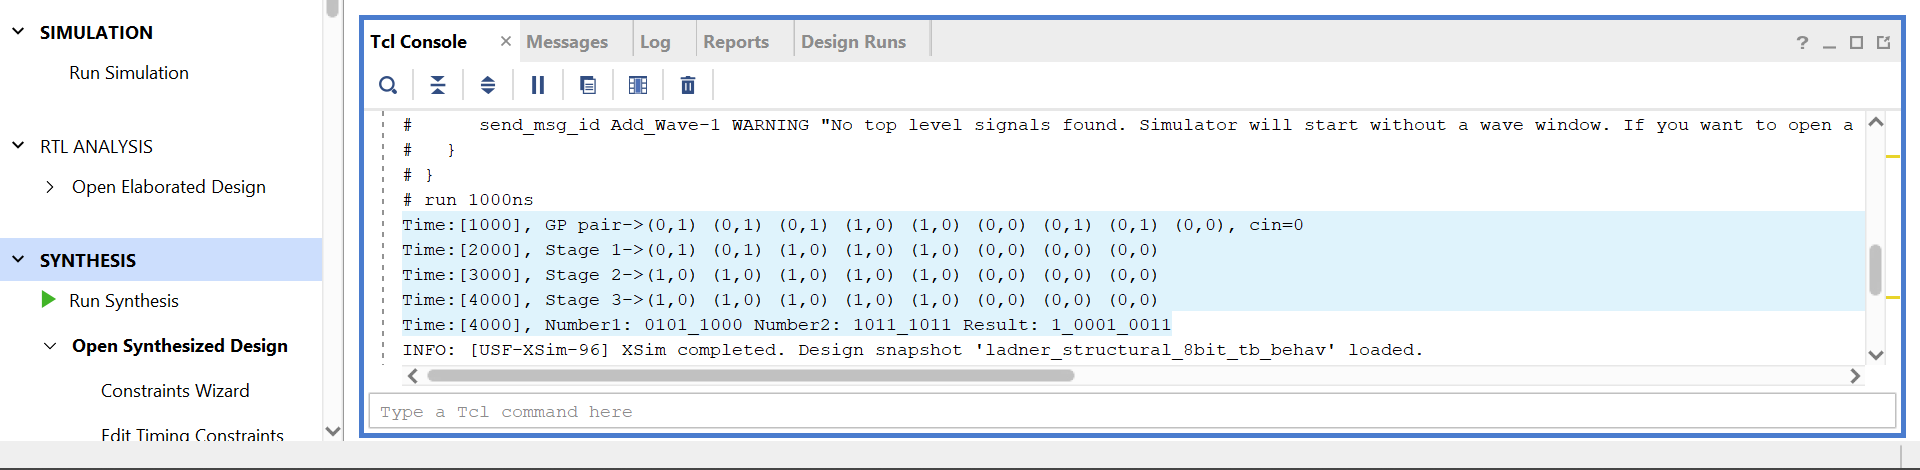 SIMULATION
Run Simulation
RTL ANALYSIS
Open Elaborated Design
SYNTHESIS
Run Synthesis
Open Synthesized Design
Constraints Wizard
Edit Timing Constraints
Tcl Console × Messages Log Reports Design Runs
#      send_msg_id Add_Wave-1 WARNING "No top level signals found. Simulator will start without a wave window. If you want to open a
#   }
# }
# run 1000ns
Time:[1000], GP pair->(0,1) (0,1) (0,1) (1,0) (1,0) (0,0) (0,1) (0,1) (0,0), cin=0
Time:[2000], Stage 1->(0,1) (0,1) (1,0) (1,0) (1,0) (0,0) (0,0) (0,0)
Time:[3000], Stage 2->(1,0) (1,0) (1,0) (1,0) (1,0) (0,0) (0,0) (0,0)
Time:[4000], Stage 3->(1,0) (1,0) (1,0) (1,0) (1,0) (0,0) (0,0) (0,0)
Time:[4000], Number1: 0101_1000 Number2: 1011_1011 Result: 1_0001_0011
INFO: [USF-XSim-96] XSim completed. Design snapshot 'ladner_structural_8bit_tb_behav' loaded.
Type a Tcl command here